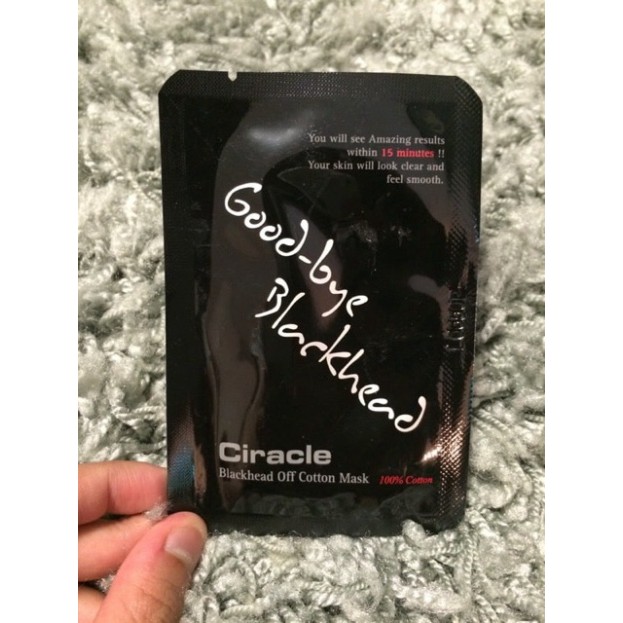 You will see Amazing results
within 15 minutes !!
Your skin will look clear and
feel smooth.
Good-bye
Blackhead
Ciracle
Blackhead Off Cotton Mask 100% Cotton